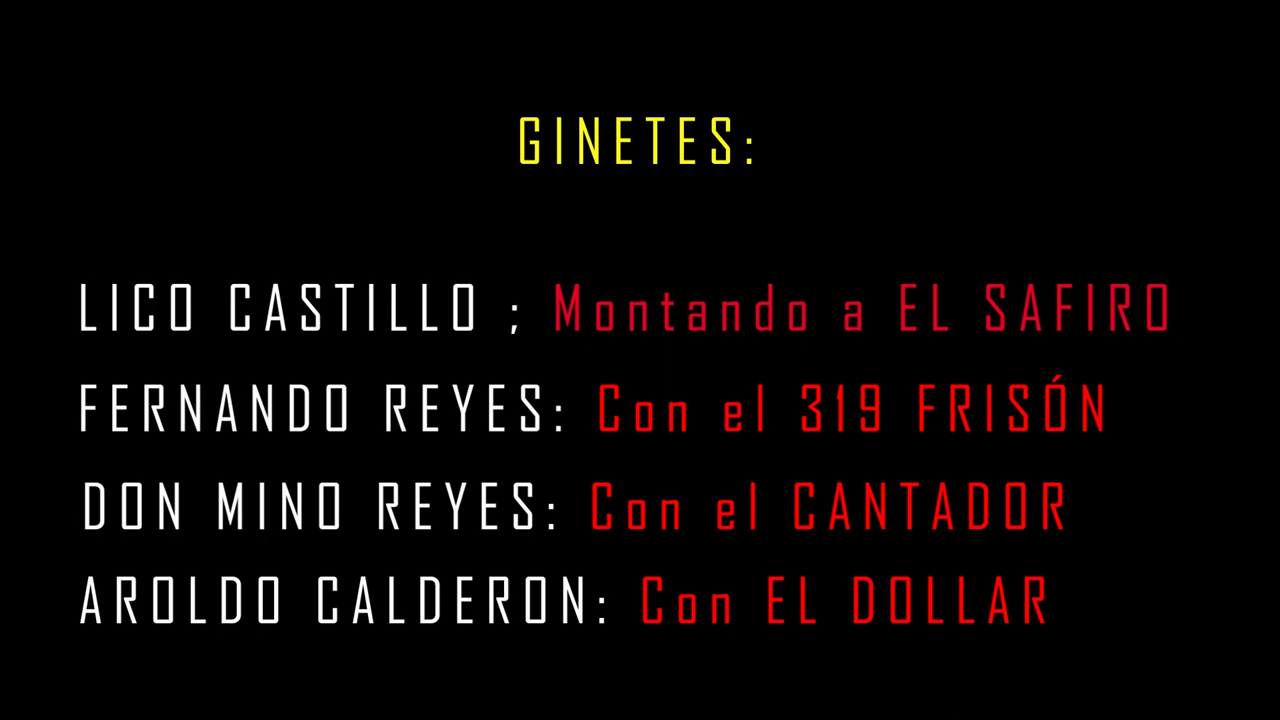 GINETES:
LICO CASTILLO ; Montando a EL SAFIRO
FERNANDO REYES: Con el 319 FRISÓN
DON MINO REYES: Con el CANTADOR
AROLDO CALDERON: Con EL DOLLAR